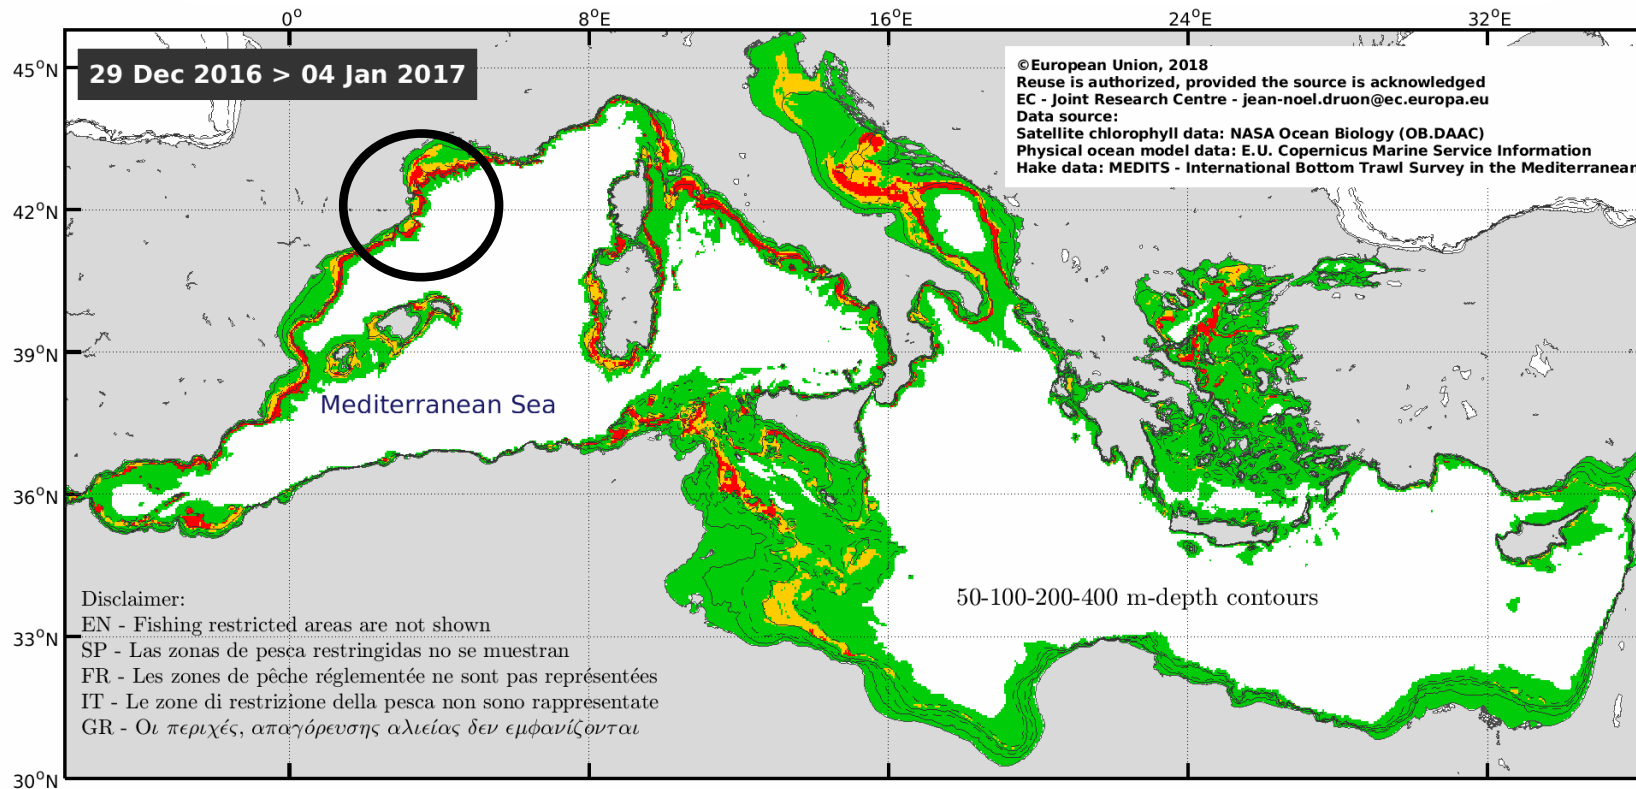 0° 8°E 16°E 24°E 32°E
45°N
29 Dec 2016 > 04 Jan 2017
©European Union, 2018
Reuse is authorized, provided the source is acknowledged
EC - Joint Research Centre - jean-noel.druon@ec.europa.eu
Data source:
Satellite chlorophyll data: NASA Ocean Biology (OB.DAAC)
Physical ocean model data: E.U. Copernicus Marine Service Information
Hake data: MEDITS - International Bottom Trawl Survey in the Mediterranean
42°N
39°N
Mediterranean Sea
36°N
50-100-200-400 m-depth contours
Disclaimer:
EN - Fishing restricted areas are not shown
33°N
SP - Las zonas de pesca restringidas no se muestran
FR - Les zones de pêche réglementée ne sont pas représentées
IT - Le zone di restrizione della pesca non sono rappresentate
GR - Οι περιχές, απαγόρευσης αλιείας δεν εμφανίζονται
30°N